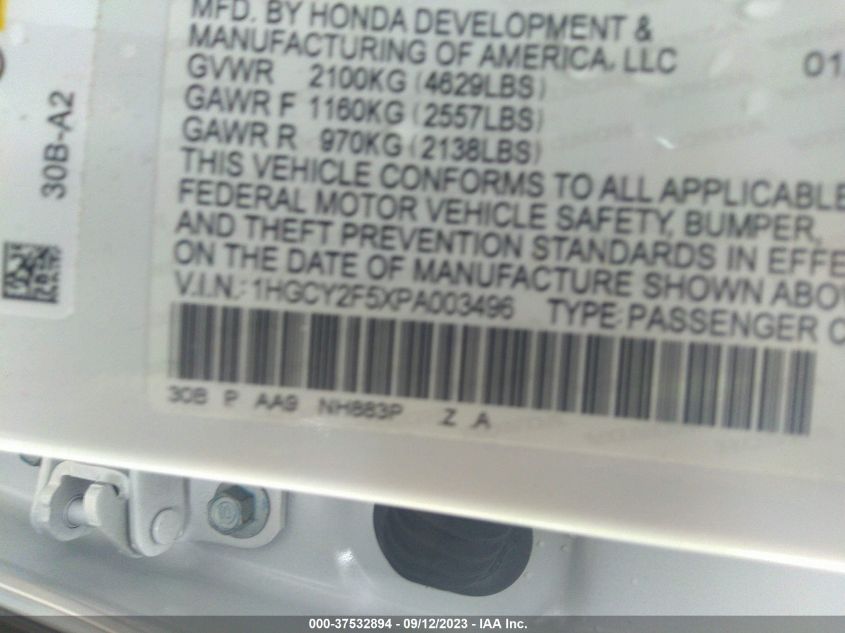 MFD. BY HONDA DEVELOPMENT &
MANUFACTURING OF AMERICA, LLC
GVWR 2100KG (4629LBS)
GAWR F 1160KG (2557LBS)
GAWR R 970KG (2138LBS)
THIS VEHICLE CONFORMS TO ALL APPLICABLE
FEDERAL MOTOR VEHICLE SAFETY, BUMPER,
AND THEFT PREVENTION STANDARDS IN EFFE
ON THE DATE OF MANUFACTURE SHOWN ABO
V.I.N.: 1HGCY2F5XPA003496 TYPE: PASSENGER C
30B P AA9 NH883P Z A
01
30B-A2
000-37532894 - 09/12/2023 - IAA Inc.